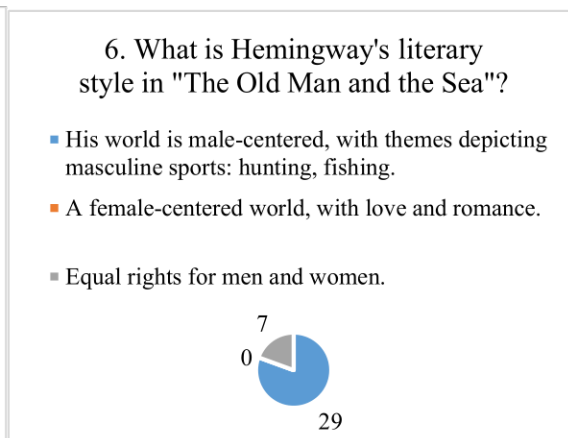 6. What is Hemingway's literary
style in "The Old Man and the Sea"?
His world is male-centered, with themes depicting
masculine sports: hunting, fishing.
A female-centered world, with love and romance.
Equal rights for men and women.
7
0
29